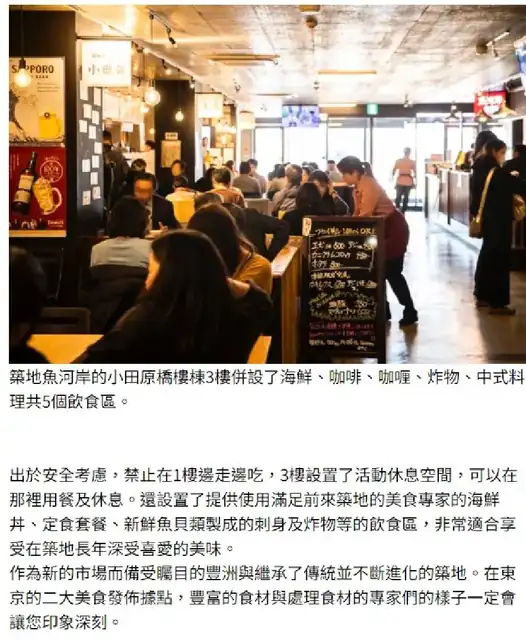 SAPPORO
小田原
築地魚河岸的小田原橋樓棟3樓併設了海鮮、咖啡、咖喱、炸物、中式料
理共5個飲食區。
出於安全考慮，禁止在1樓邊走邊吃，3樓設置了活動休息空間，可以在
那裡用餐及休息。還設置了提供使用滿足前來築地的美食專家的海鮮
丼、定食套餐、新鮮魚貝類製成的刺身及炸物等的飲食區，非常適合享
受在築地長年深受喜愛的美味。
作為新的市場而備受矚目的豐洲與繼承了傳統並不斷進化的築地。在東
京的二大美食發佈據點，豐富的食材與處理食材的專家們的樣子一定會
讓您印象深刻。